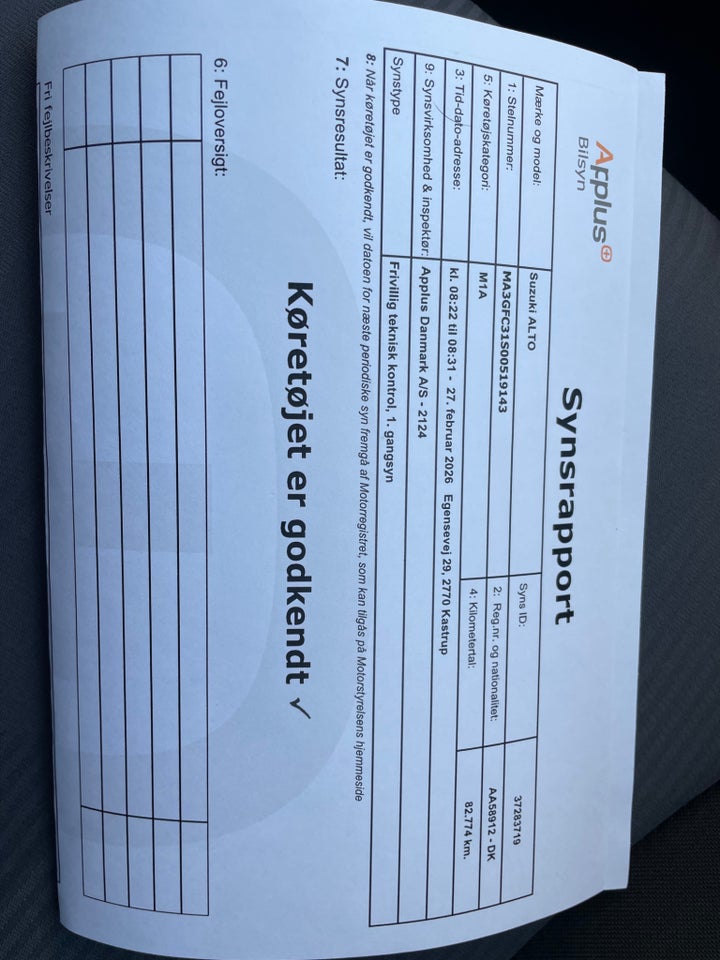 Applus+
Bilsyn
Synsrapport
Mærke og model: Suzuki ALTO Syns ID: 37283719
1: Stelnummer: MA3GFC31S00519143 2: Reg.nr. og nationalitet: AA58912 - DK
5: Køretøjskategori: M1A 4: Kilometertal: 82.774 km.
3: Tid-dato-adresse: kl. 08:22 til 08:31 - 27. februar 2026 Egensevej 29, 2770 Kastrup
9: Synsvirksomhed & inspektør: Applus Danmark A/S - 2124
Synstype Frivillig teknisk kontrol, 1. gangsyn
8: Når køretøjet er godkendt, vil datoen for næste periodiske syn fremgå af Motorregistret, som kan tilgås på Motorstyrelsens hjemmeside
7: Synsresultat:
Køretøjet er godkendt ✓
6: Fejloversigt:
Fri fejlbeskrivelser